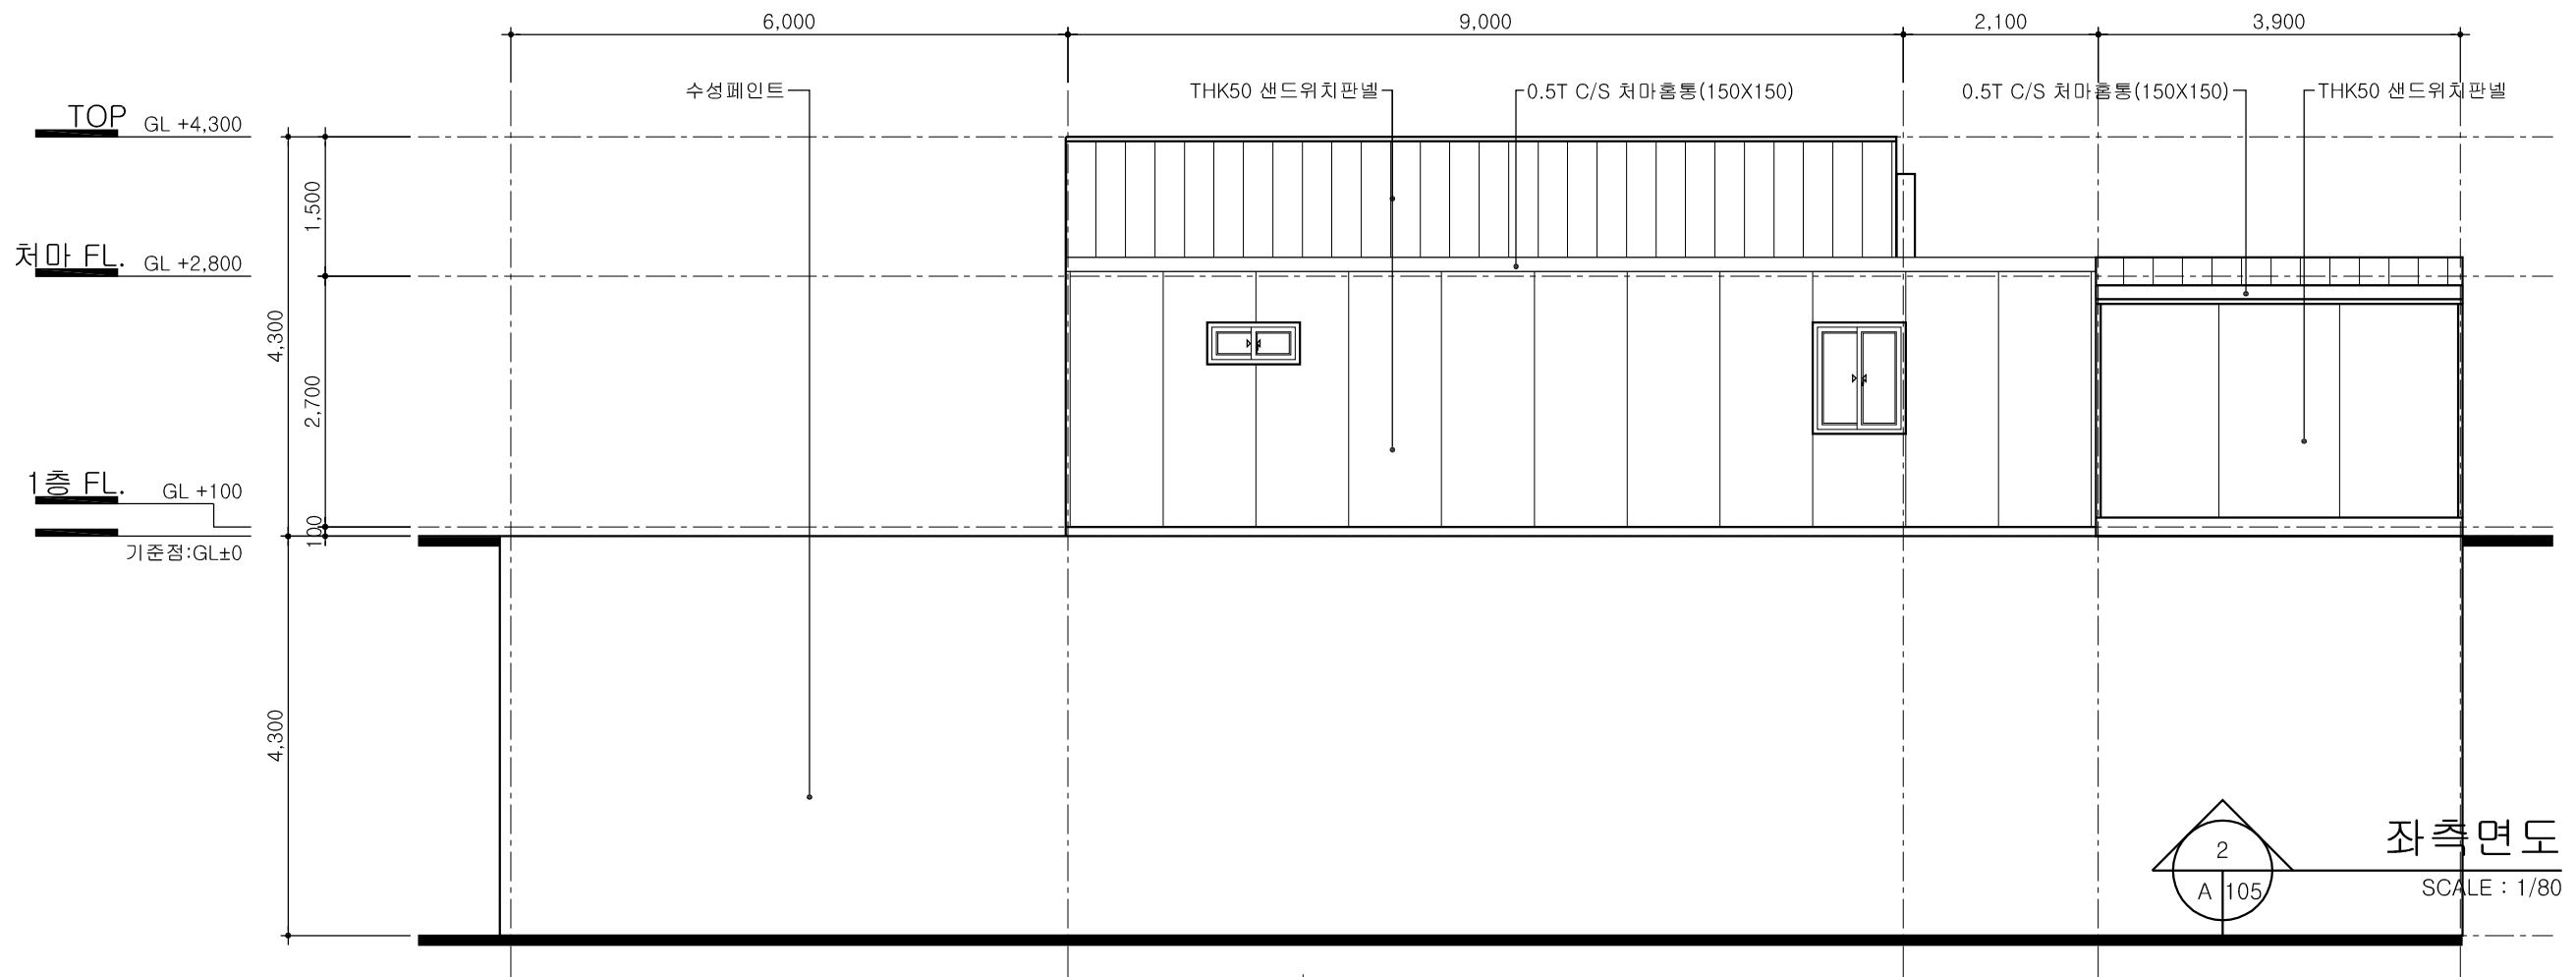 6,000
9,000
2,100
3,900
수성페인트
THK50 샌드위치판넬
0.5T C/S 처마홈통(150X150)
0.5T C/S 처마홈통(150X150)
THK50 샌드위치판넬
TOP GL +4,300
1,500
처마 FL. GL +2,800
4,300
2,700
1층 FL. GL +100
100
기준점:GL±0
4,300
2
A 105
좌측면도
SCALE : 1/80